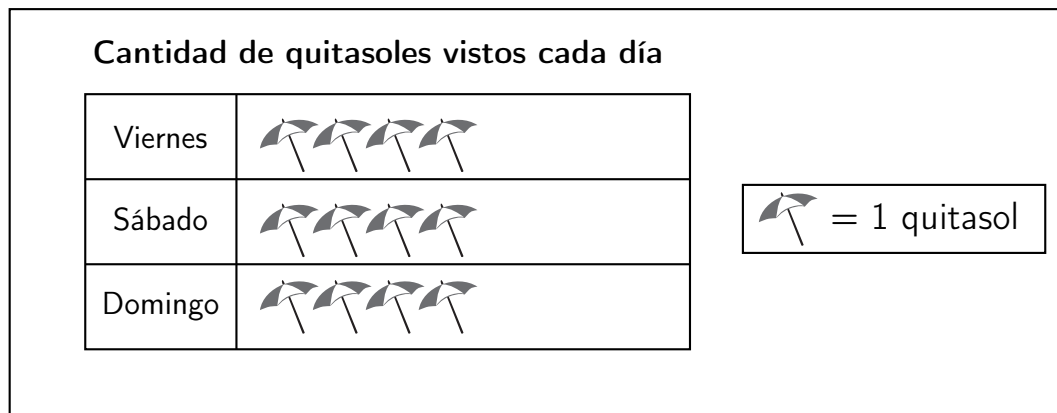 Cantidad de quitasoles vistos cada día
Viernes
Sábado
= 1 quitasol
Domingo